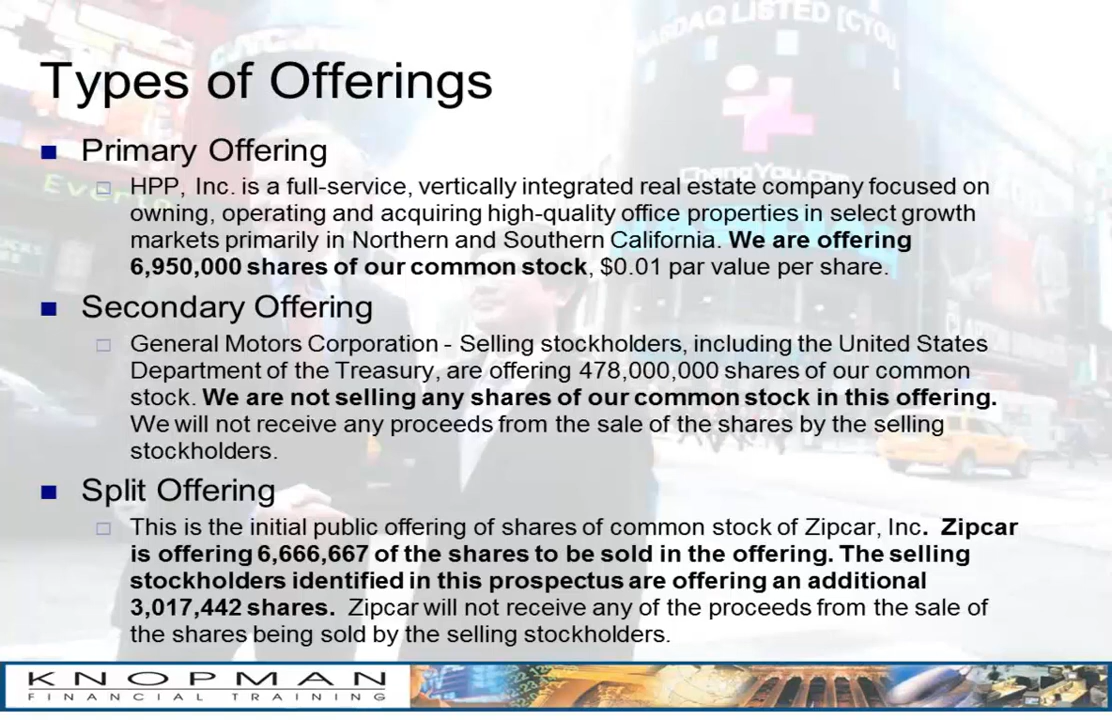 Types of Offerings
Primary Offering
HPP, Inc. is a full-service, vertically integrated real estate company focused on
owning, operating and acquiring high-quality office properties in select growth
markets primarily in Northern and Southern California. We are offering
6,950,000 shares of our common stock, $0.01 par value per share.
Secondary Offering
General Motors Corporation - Selling stockholders, including the United States
Department of the Treasury, are offering 478,000,000 shares of our common
stock. We are not selling any shares of our common stock in this offering.
We will not receive any proceeds from the sale of the shares by the selling
stockholders.
Split Offering
This is the initial public offering of shares of common stock of Zipcar, Inc. Zipcar
is offering 6,666,667 of the shares to be sold in the offering. The selling
stockholders identified in this prospectus are offering an additional
3,017,442 shares. Zipcar will not receive any of the proceeds from the sale of
the shares being sold by the selling stockholders.
KNOPMAN
FINANCIAL TRAINING
NASDAQ LISTED [CYOU
ChangYou.com